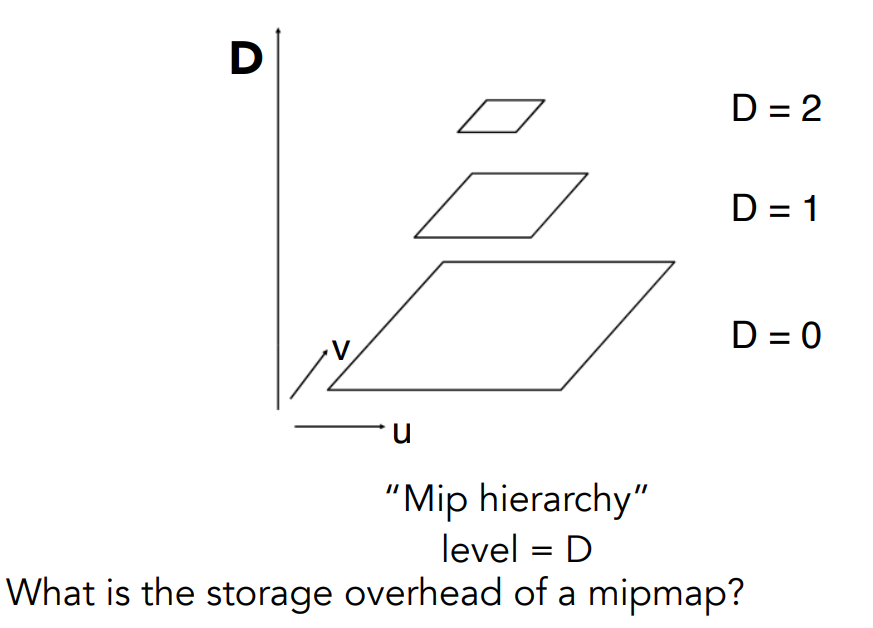 D
D = 2
D = 1
D = 0
v
u
“Mip hierarchy”
level = D
What is the storage overhead of a mipmap?